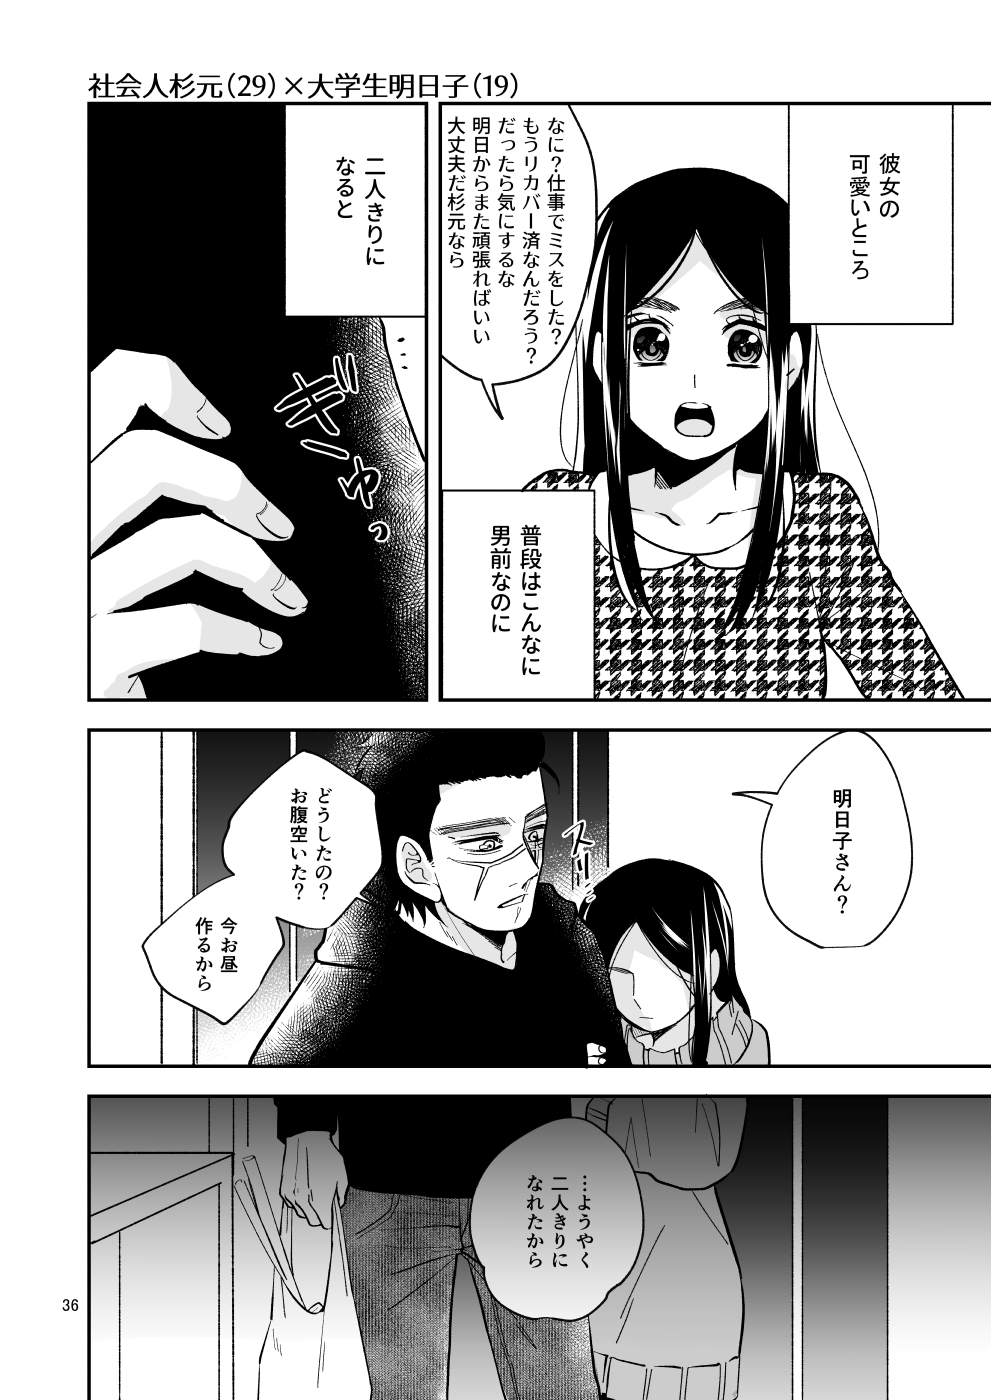 社会人杉元（29）×大学生明日子（19）
彼女の
可愛いところ
なに？仕事でミスをした？
もうリカバー済なんだろう？
だったら気にするな
明日からまた頑張ればいい
大丈夫だ杉元なら
普段はこんなに
男前なのに
二人きりに
なると
ぎゅっ
明日子さん？
スリ
どうしたの？
お腹空いた？
今お昼
作るから
…ようやく
二人きりに
なれたから
36